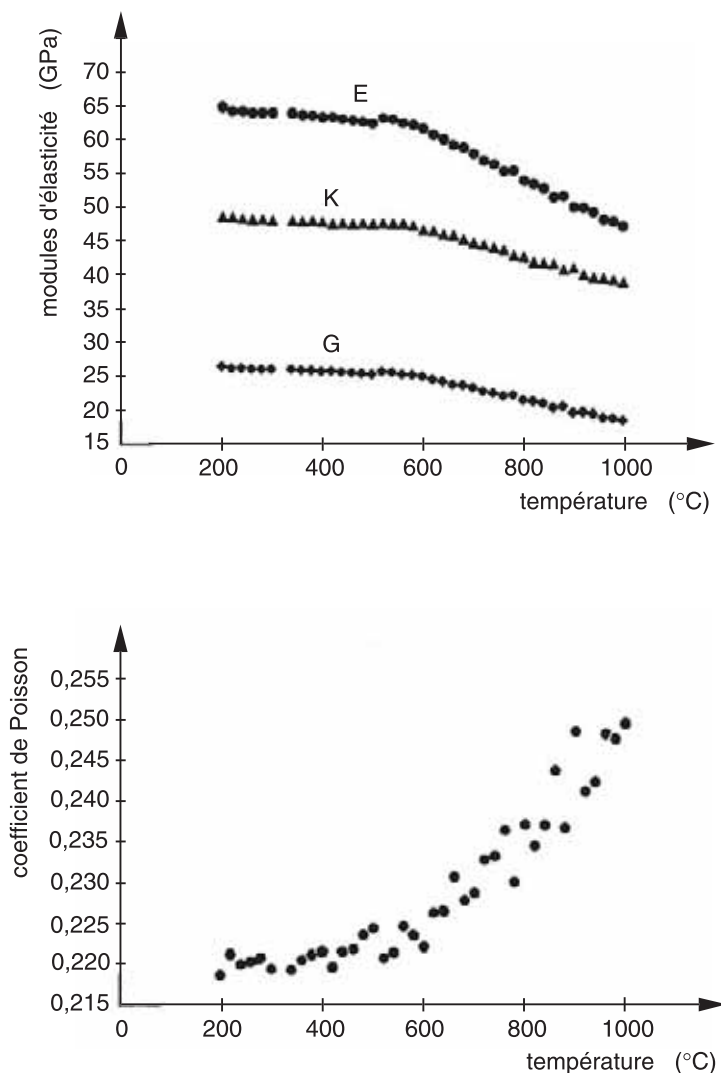 modules d'élasticité (GPa)
70
65
60
55
50
45
40
35
30
25
20
15
E
K
G
0 200 400 600 800 1000
température (°C)
coefficient de Poisson
0,255
0,250
0,245
0,240
0,235
0,230
0,225
0,220
0,215
0 200 400 600 800 1000
température (°C)